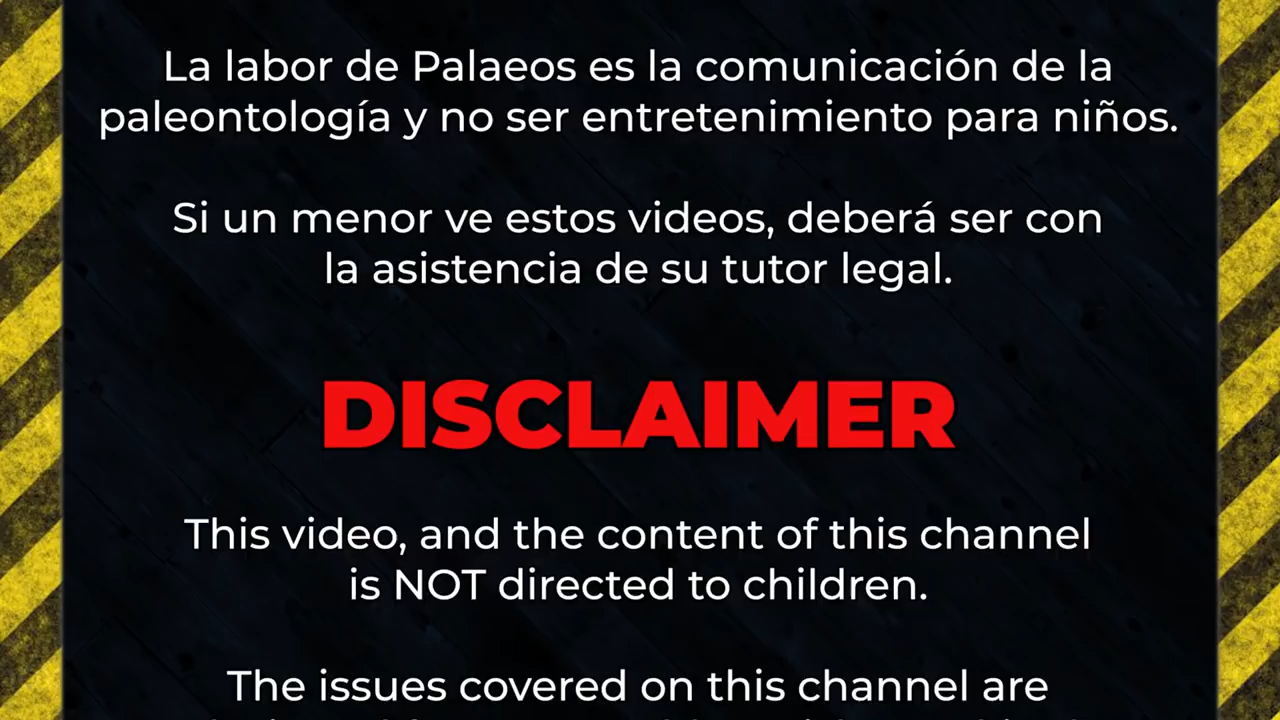 La labor de Palaeos es la comunicación de la
paleontología y no ser entretenimiento para niños.
Si un menor ve estos videos, deberá ser con
la asistencia de su tutor legal.
DISCLAIMER
This video, and the content of this channel
is NOT directed to children.
The issues covered on this channel are